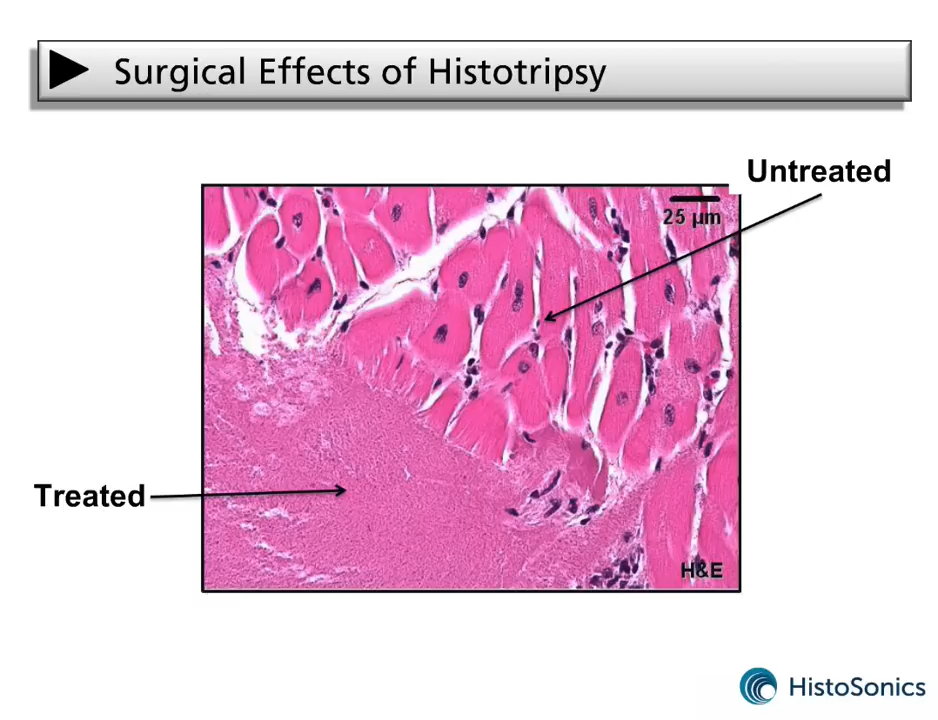 Surgical Effects of Histotripsy
Untreated
25 µm
Treated
H&E
HistoSonics